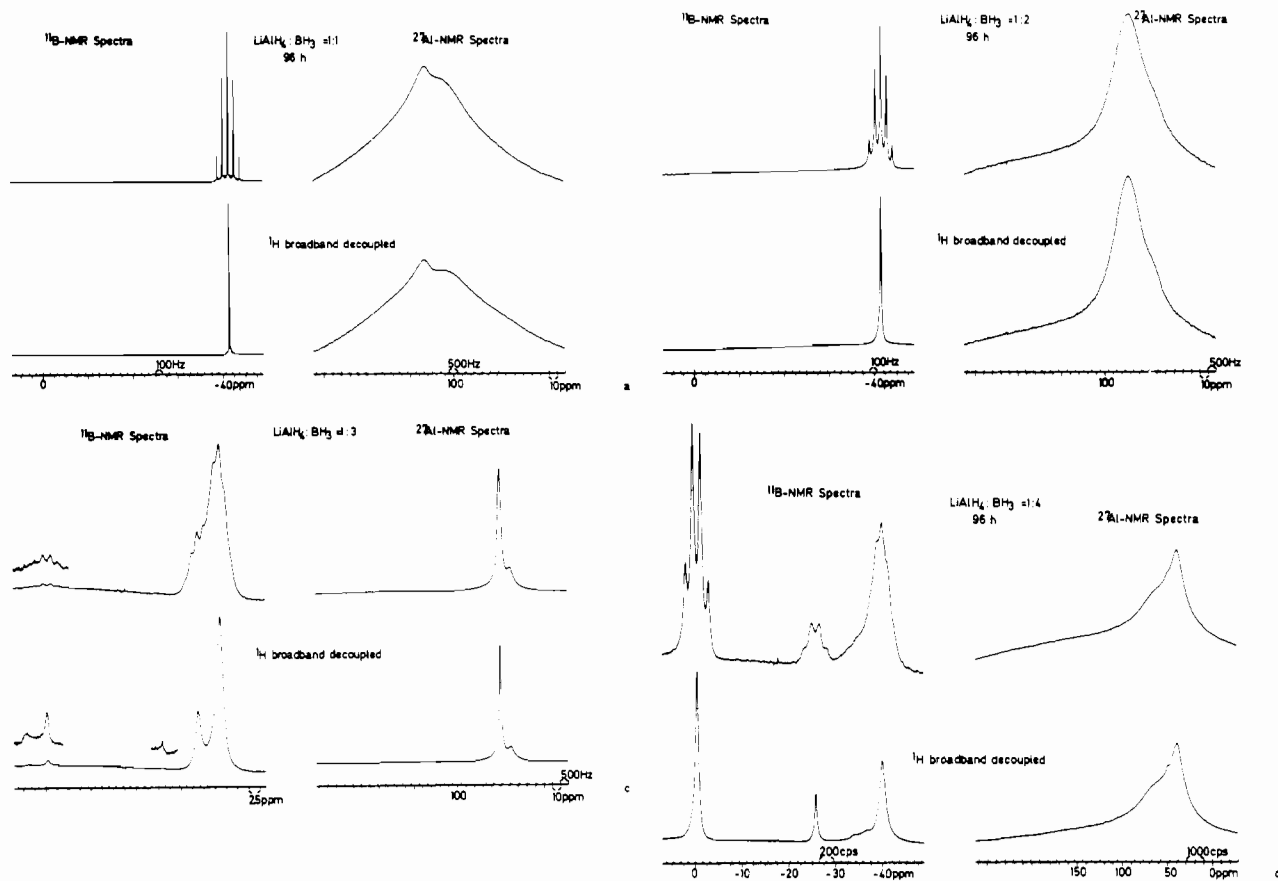 ¹¹B-NMR Spectra
LiAlH₄ : BH₃ =1:1
96 h
²⁷Al-NMR Spectra
¹H broadband decoupled
100Hz
500Hz
0
-40ppm
100
10ppm
a
¹¹B-NMR Spectra
LiAlH₄ : BH₃ =1:2
96 h
²⁷Al-NMR Spectra
¹H broadband decoupled
100Hz
500Hz
0
-40ppm
100
10ppm
¹¹B-NMR Spectra
LiAlH₄ : BH₃ =1:3
²⁷Al-NMR Spectra
¹H broadband decoupled
500Hz
25ppm
100
10ppm
c
¹¹B-NMR Spectra
LiAlH₄ : BH₃ =1:4
96 h
²⁷Al-NMR Spectra
¹H broadband decoupled
200cps
1000cps
0 -10 -20 -30 -40ppm
150 100 50 0ppm